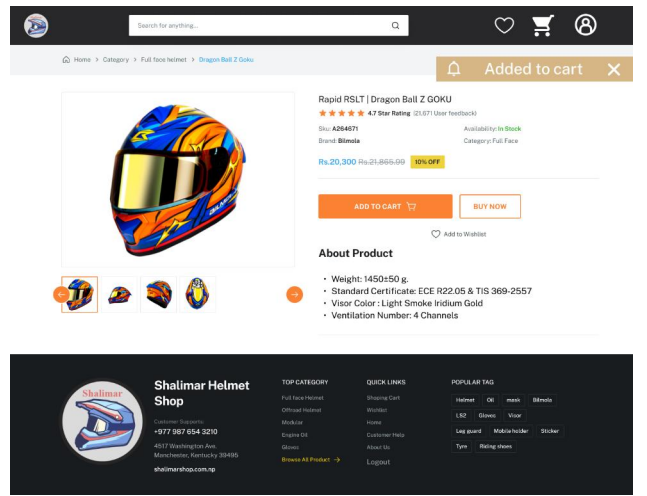 Search for anything...
Home > Category > Full face helmet > Dragon Ball Z Goku
Added to cart
Rapid RSLT | Dragon Ball Z GOKU
4.7 Star Rating (21,671 User feedback)
Sku: A264671 Availability: In Stock
Brand: Bilmola Category: Full Face
Rs.20,300 Rs.21,865.99 10% OFF
ADD TO CART BUY NOW
Add to Wishlist
About Product
• Weight: 1450±50 g.
• Standard Certificate: ECE R22.05 & TIS 369-2557
• Visor Color : Light Smoke Iridium Gold
• Ventilation Number: 4 Channels
Shalimar
Shalimar Helmet
Shop
Customer Supports:
+977 987 654 3210
4517 Washington Ave.
Manchester, Kentucky 39495
shalimarshop.com.np
TOP CATEGORY
Full face Helmet
Offroad Helmet
Modular
Engine Oil
Gloves
Browse All Product →
QUICK LINKS
Shoping Cart
Wishlist
Home
Customer Help
About Us
Logout
POPULAR TAG
Helmet Oil mask Bilmola
LS2 Gloves Visor
Leg guard Mobile holder Sticker
Tyre Riding shoes